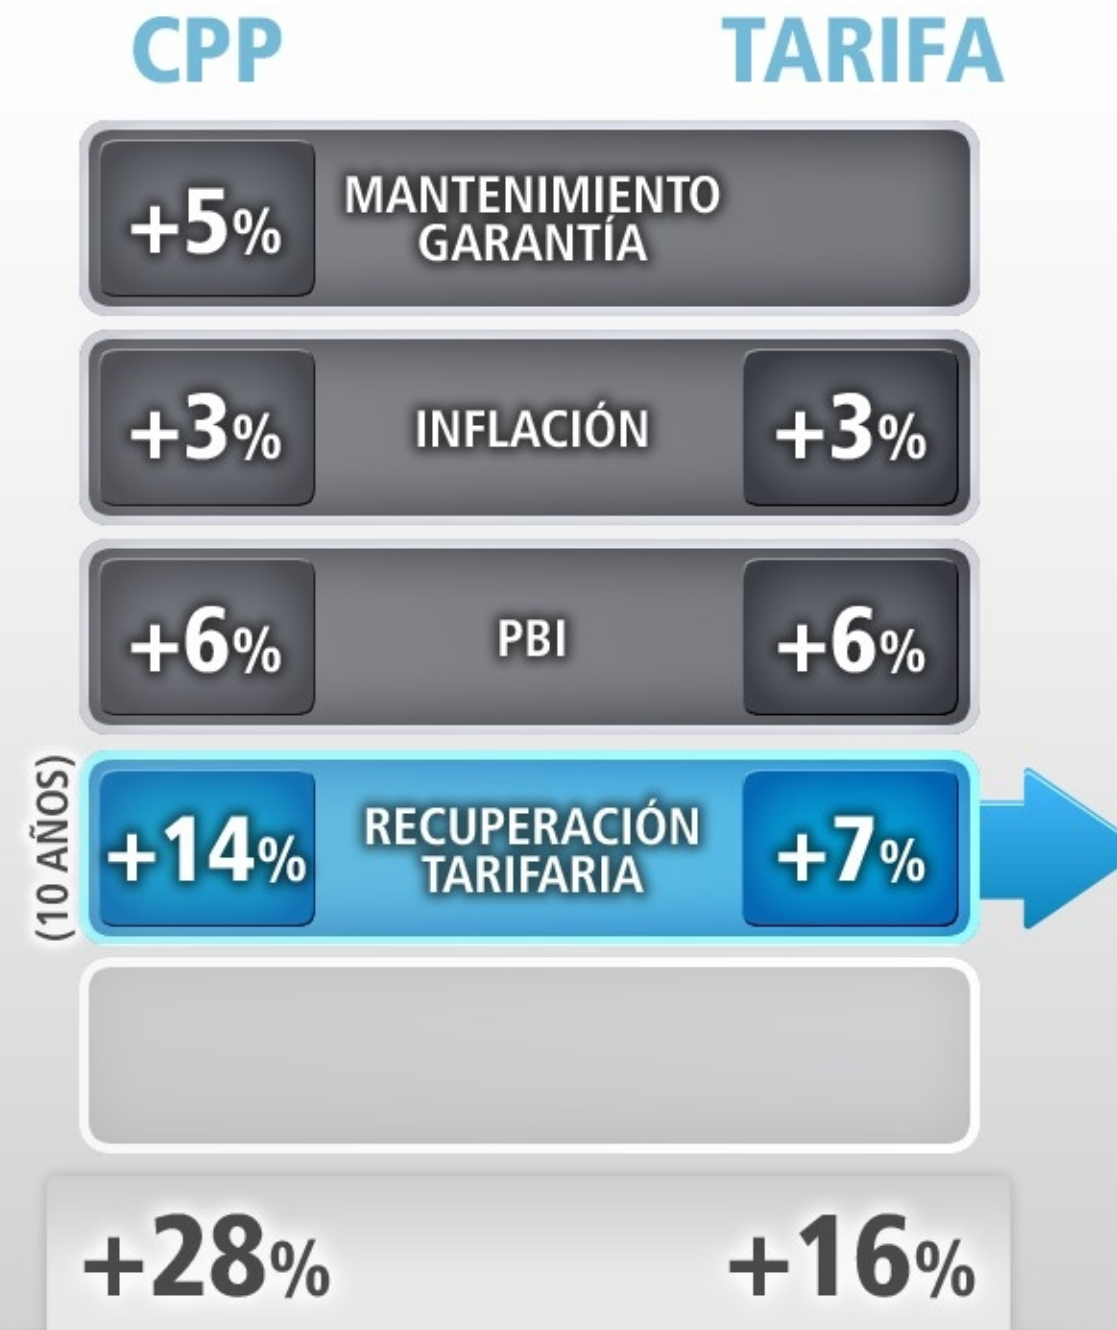 CPP TARIFA
+5% MANTENIMIENTO
GARANTÍA
+3% INFLACIÓN +3%
+6% PBI +6%
(10 AÑOS)
+14% RECUPERACIÓN +7%
TARIFARIA
+28% +16%